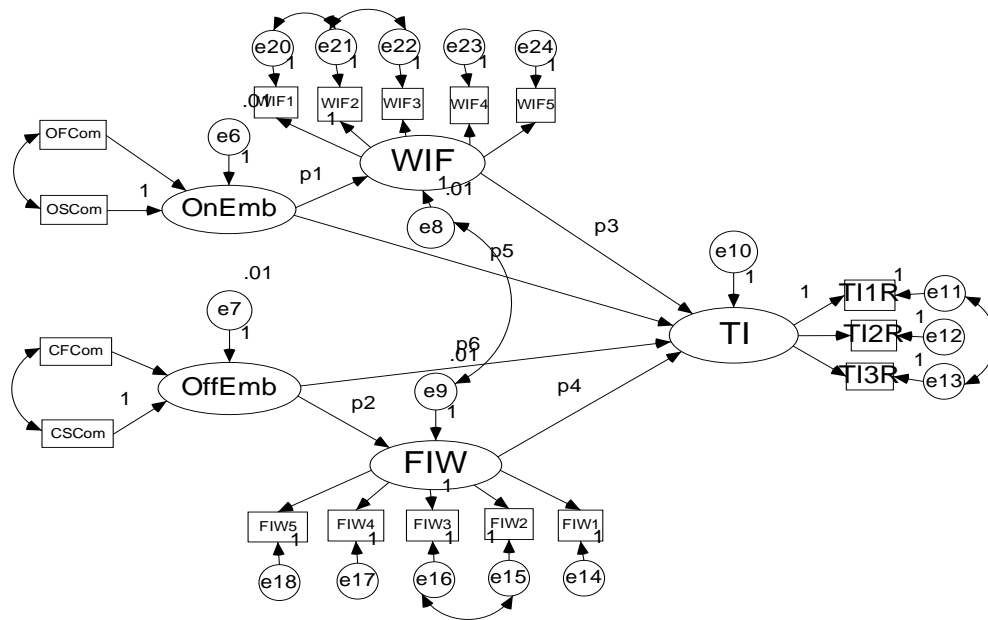 e20 e21 e22 e23 e24
1 1 1 1 1
.01 WIF1 WIF2 WIF3 WIF4 WIF5
1
OFCom e6 1 WIF
OSCom 1 OnEmb p1 1 .01
e8 p3
p5 e10
.01 1
e7 1 TI1R 1 e11
1 TI TI2R 1 e12
CFCom p6 TI3R 1 e13
.01
OffEmb e9 p4
1 p2 1
CSCom
FIW
1
FIW5 FIW4 FIW3 FIW2 FIW1
1 1 1 1 1 1
e18 e17 e16 e15 e14